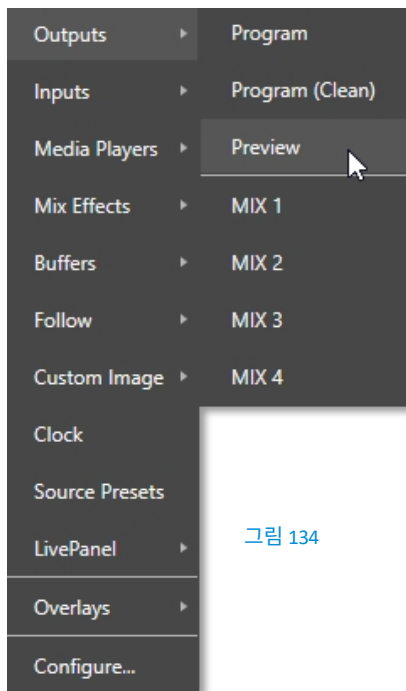 Outputs
Inputs
Media Players
Mix Effects
Buffers
Follow
Custom Image
Clock
Source Presets
LivePanel
Overlays
Configure...
Program
Program (Clean)
Preview
MIX 1
MIX 2
MIX 3
MIX 4
그림 134